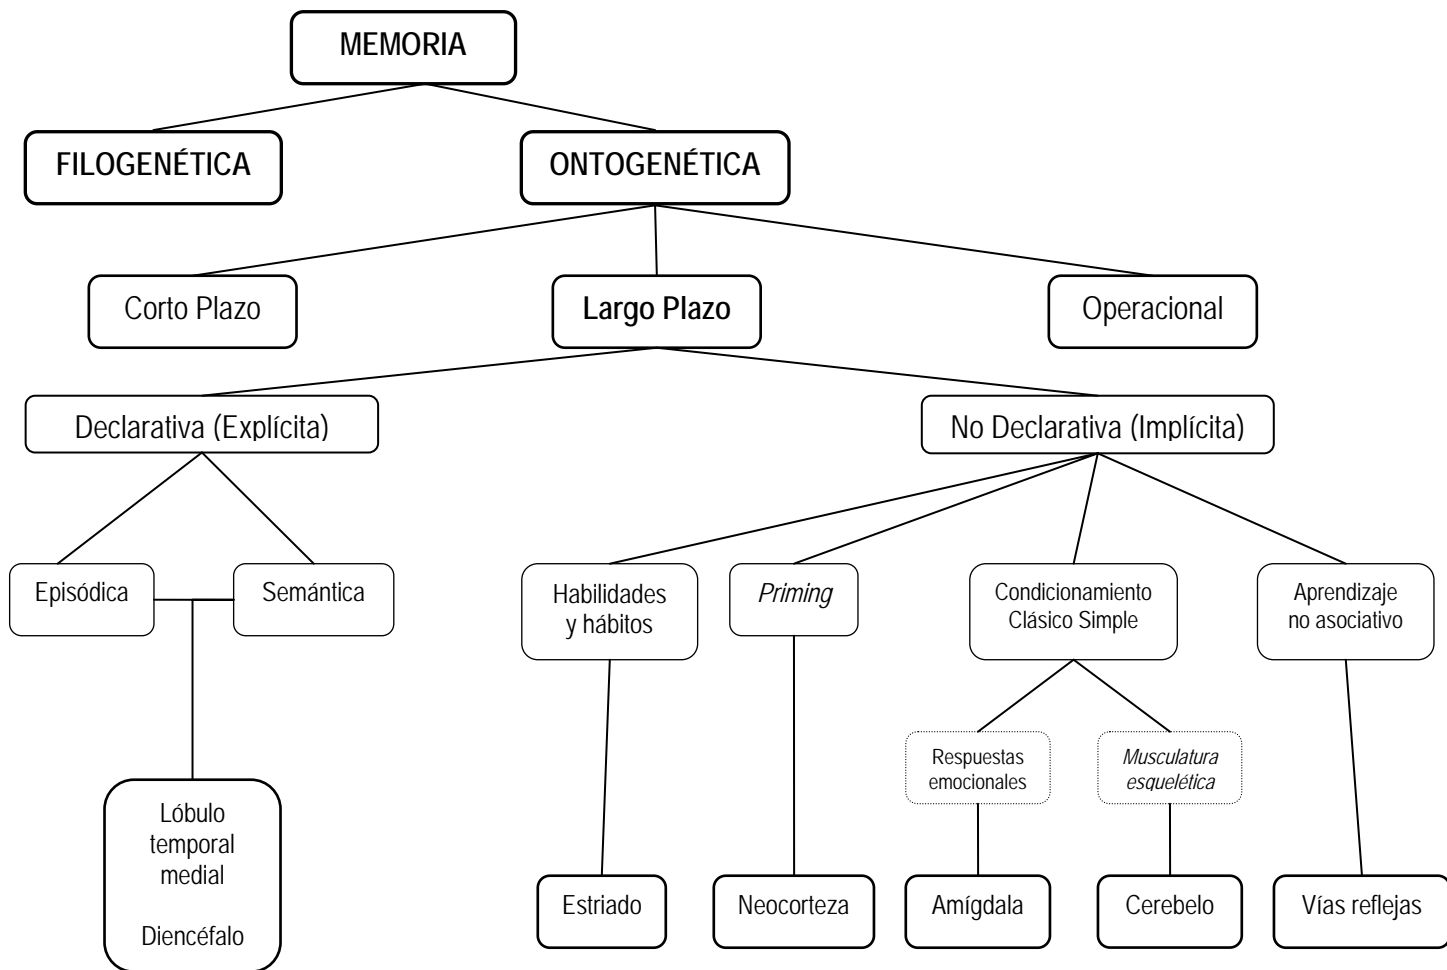 MEMORIA
FILOGENÉTICA
ONTOGENÉTICA
Corto Plazo
Largo Plazo
Operacional
Declarativa (Explícita)
No Declarativa (Implícita)
Episódica
Semántica
Habilidades
y hábitos
Priming
Condicionamiento
Clásico Simple
Aprendizaje
no asociativo
Respuestas
emocionales
Musculatura
esquelética
Lóbulo
temporal
medial
Diencéfalo
Estriado
Neocorteza
Amígdala
Cerebelo
Vías reflejas